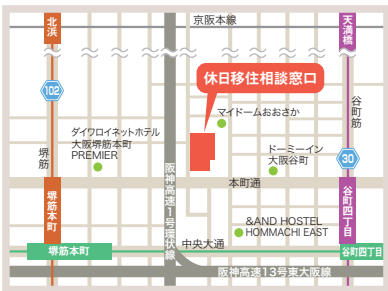 京阪本線
北浜
天満橋
休日移住相談窓口
谷町筋
102
マイドームおおさか
ダイワロイネットホテル
大阪堺筋本町
PREMIER
堺筋
ドーミーイン
大阪谷町
30
阪神高速1号環状線
本町通
堺筋本町
谷町四丁目
&AND HOSTEL
HOMMACHI EAST
中央大通
堺筋本町
谷町四丁目
阪神高速13号東大阪線